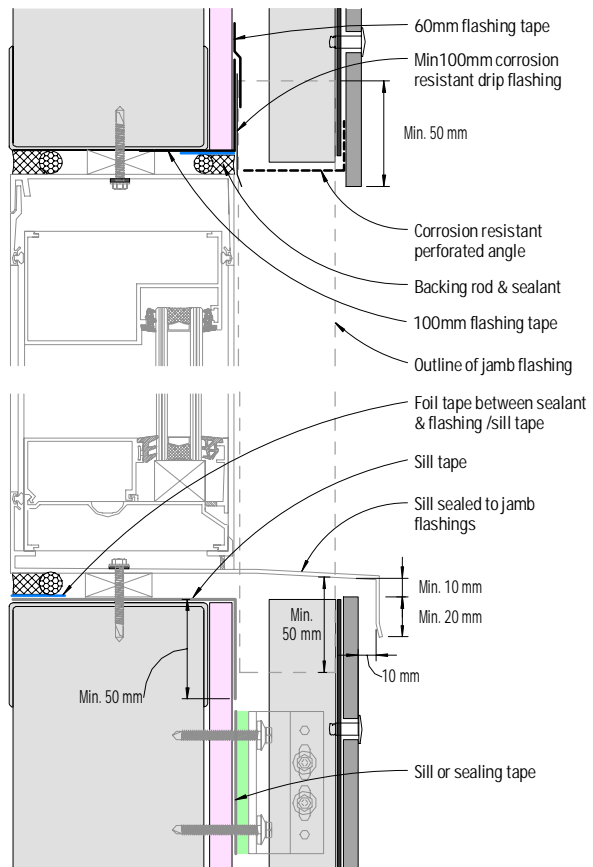 60mm flashing tape
Min100mm corrosion
resistant drip flashing
Min. 50 mm
Corrosion resistant
perforated angle
Backing rod & sealant
100mm flashing tape
Outline of jamb flashing
Foil tape between sealant
& flashing /sill tape
Sill tape
Sill sealed to jamb
flashings
Min. 10 mm
Min. 20 mm
Min.
50 mm
10 mm
Min. 50 mm
Sill or sealing tape